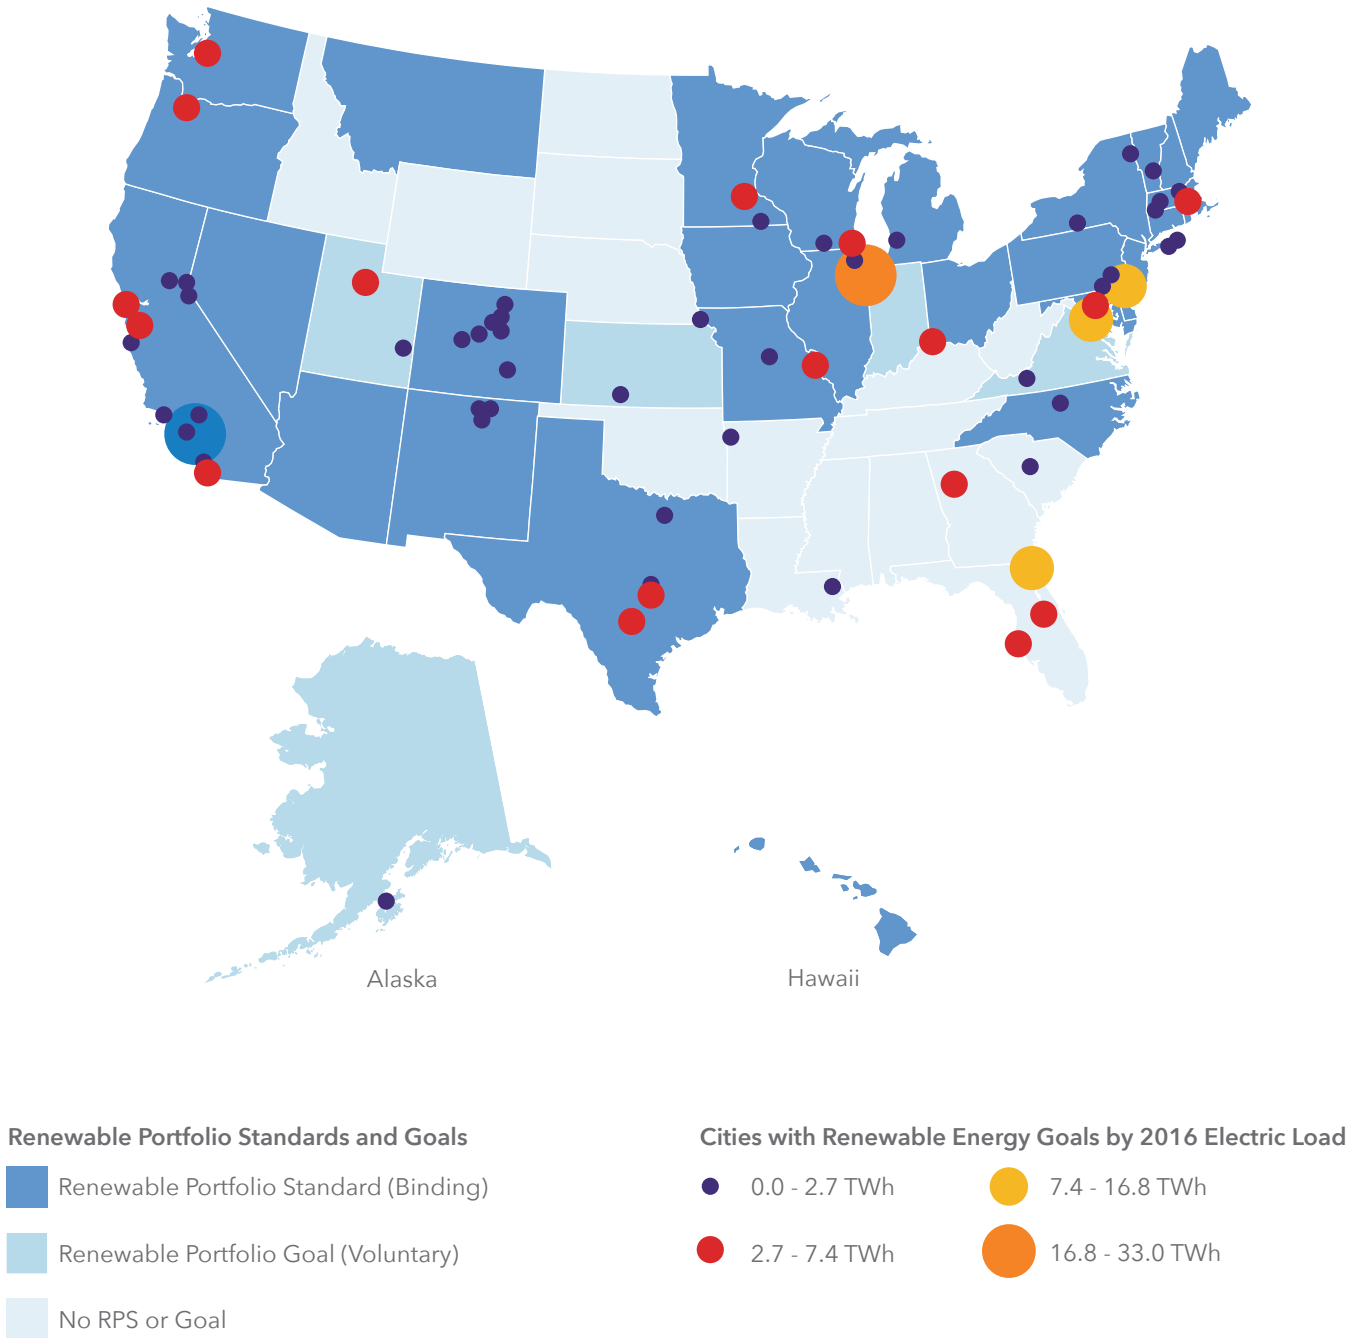 Alaska
Hawaii
Renewable Portfolio Standards and Goals
Renewable Portfolio Standard (Binding)
Renewable Portfolio Goal (Voluntary)
No RPS or Goal
Cities with Renewable Energy Goals by 2016 Electric Load
0.0 - 2.7 TWh
7.4 - 16.8 TWh
2.7 - 7.4 TWh
16.8 - 33.0 TWh